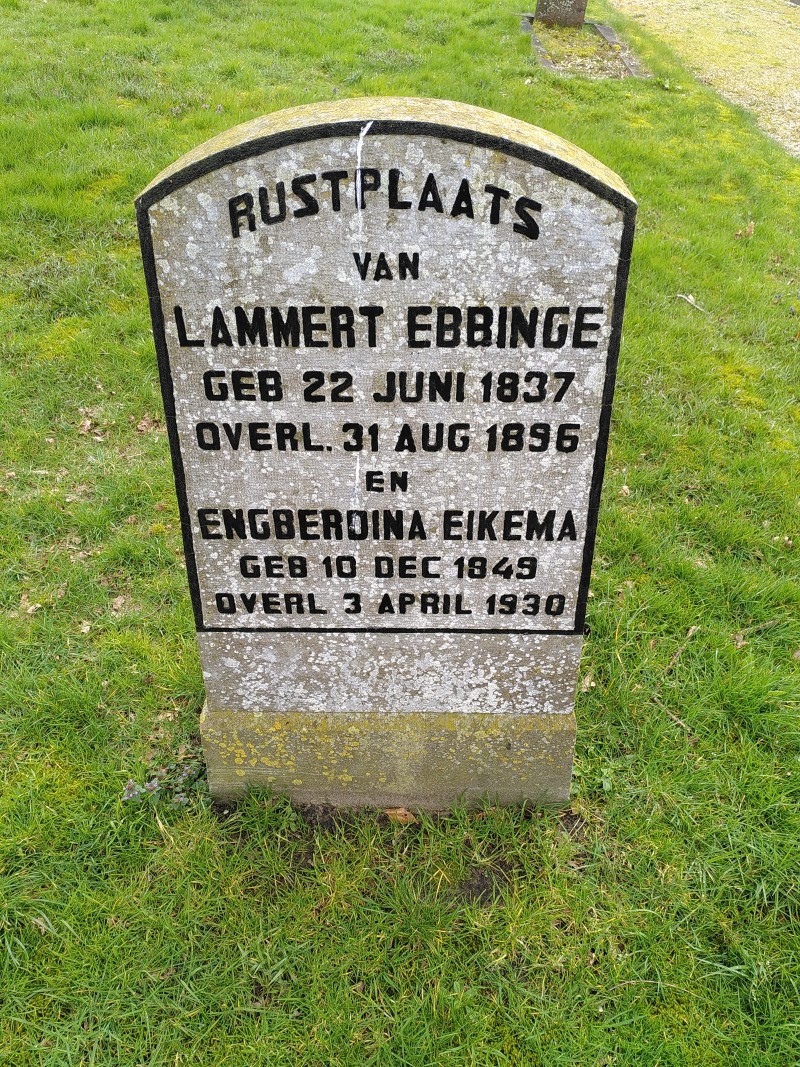 RUSTPLAATS
VAN
LAMMERT EBBINGE
GEB 22 JUNI 1837
OVERL. 31 AUG 1896
EN
ENGBERDINA EIKEMA
GEB 10 DEC 1849
OVERL 3 APRIL 1930